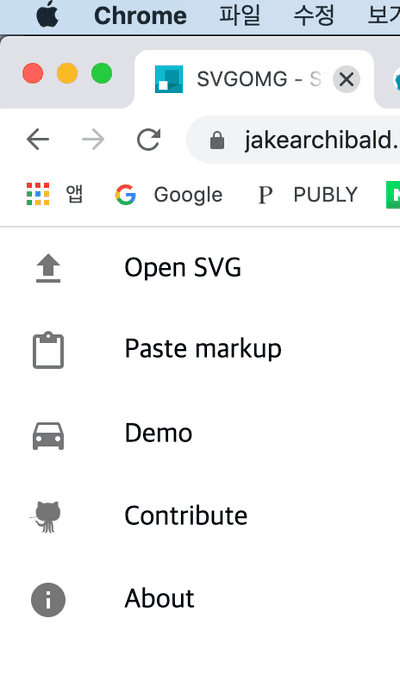 Chrome 파일 수정 보기
SVGOMG - S
jakearchibald.
앱 Google PUBLY
Open SVG
Paste markup
Demo
Contribute
About